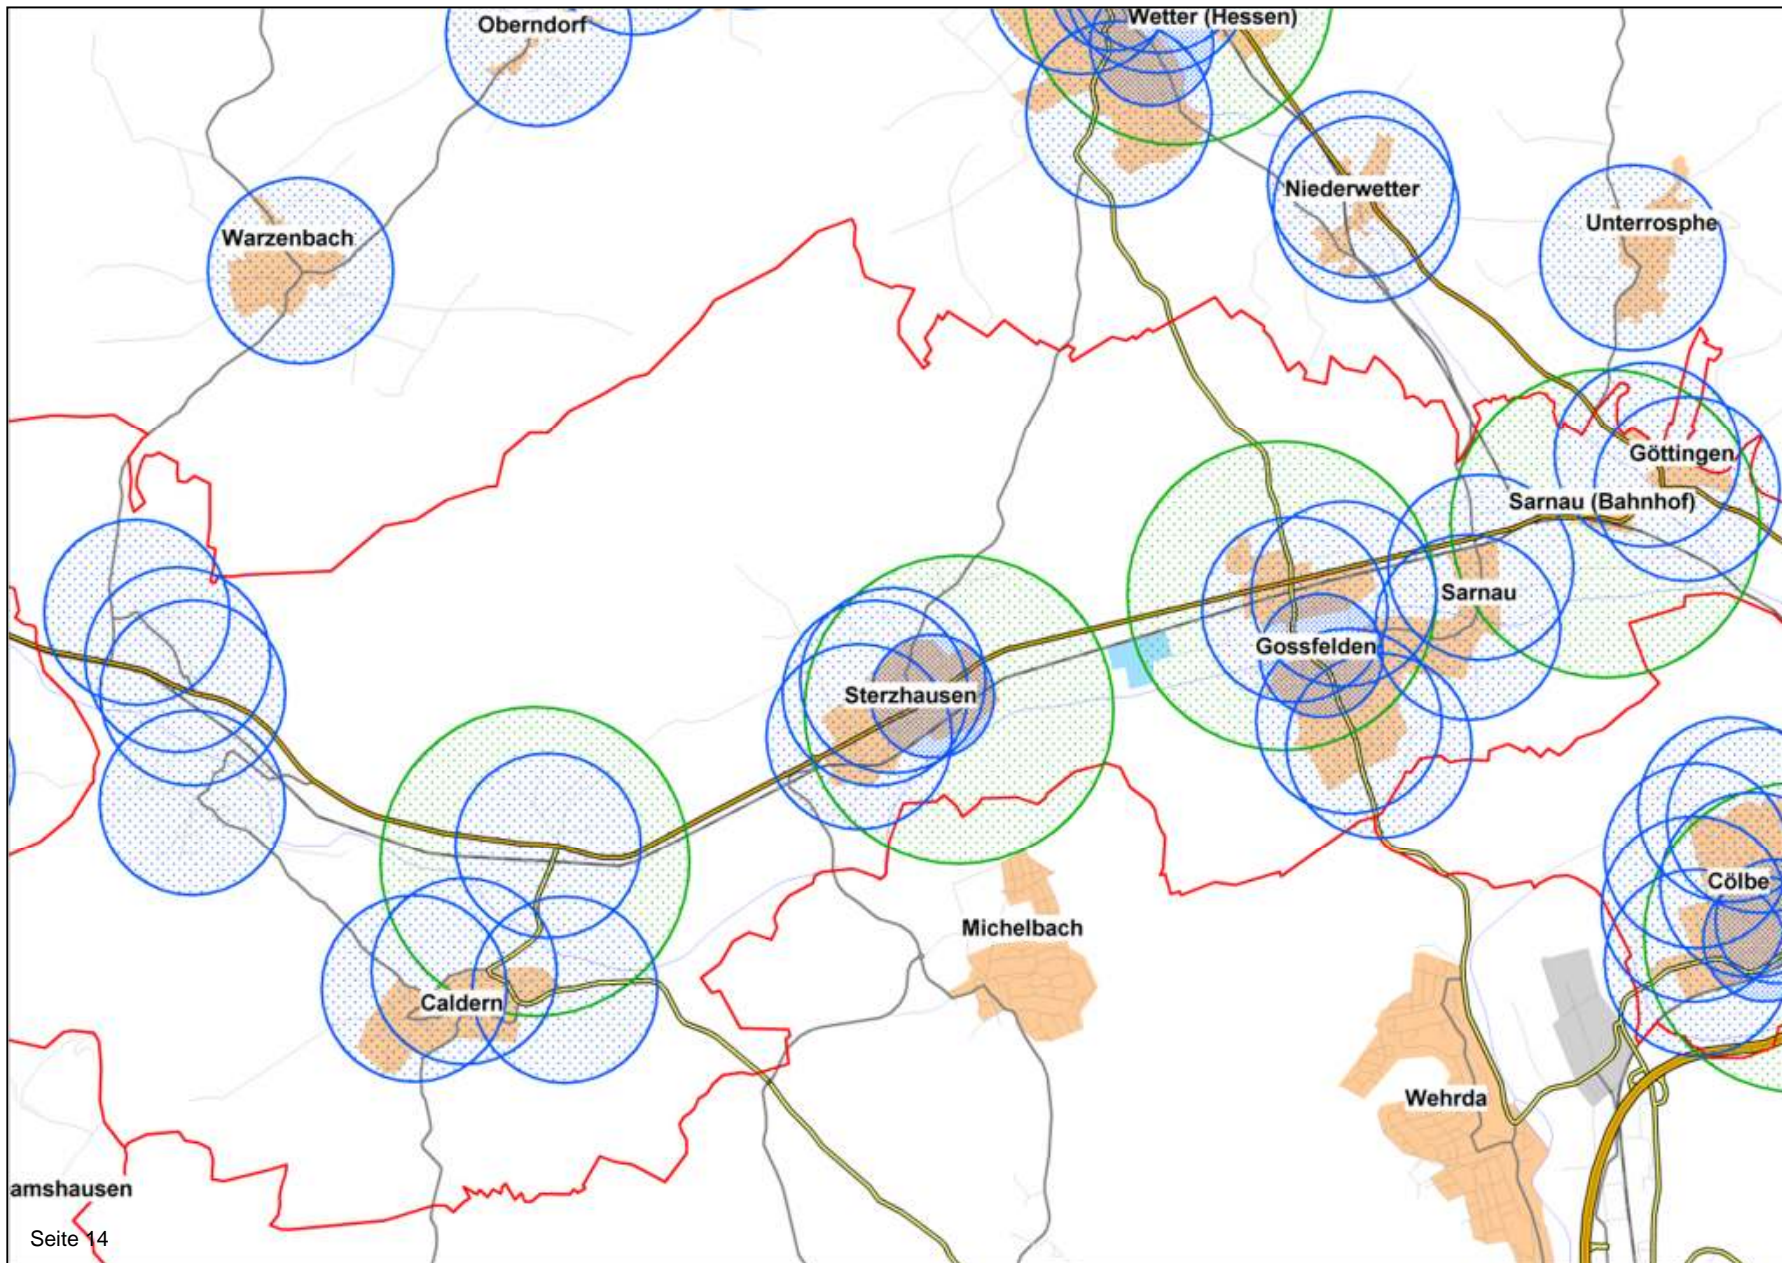 Oberndorf
Wetter (Hessen)
Niederwetter
Unterrosphe
Warzenbach
Göttingen
Sarnau (Bahnhof)
Sarnau
Gossfelden
Sterzhausen
Cölbe
Michelbach
Caldern
Wehrda
amshausen
Seite 14